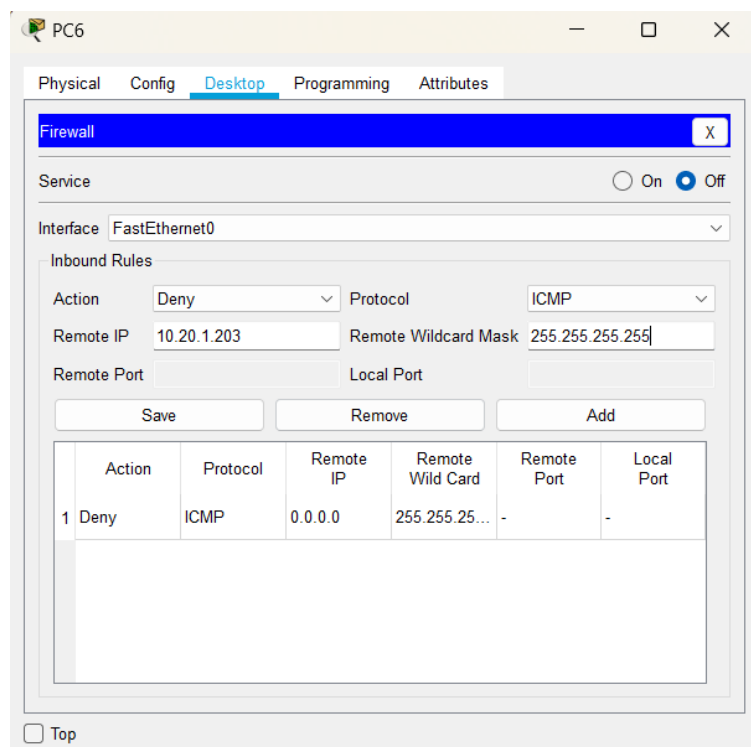 PC6
Physical Config Desktop Programming Attributes
Firewall X
Service On Off
Interface FastEthernet0
Inbound Rules
Action Deny Protocol ICMP
Remote IP 10.20.1.203 Remote Wildcard Mask 255.255.255.255
Remote Port Local Port
Save Remove Add
Action Protocol Remote IP Remote Wild Card Remote Port Local Port
1 Deny ICMP 0.0.0.0 255.255.25... - -
Top